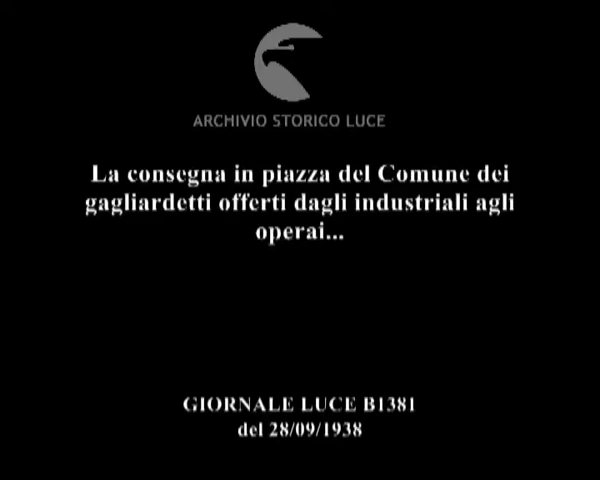 ARCHIVIO STORICO LUCE
La consegna in piazza del Comune dei
gagliardetti offerti dagli industriali agli
operai...
GIORNALE LUCE B1381
del 28/09/1938